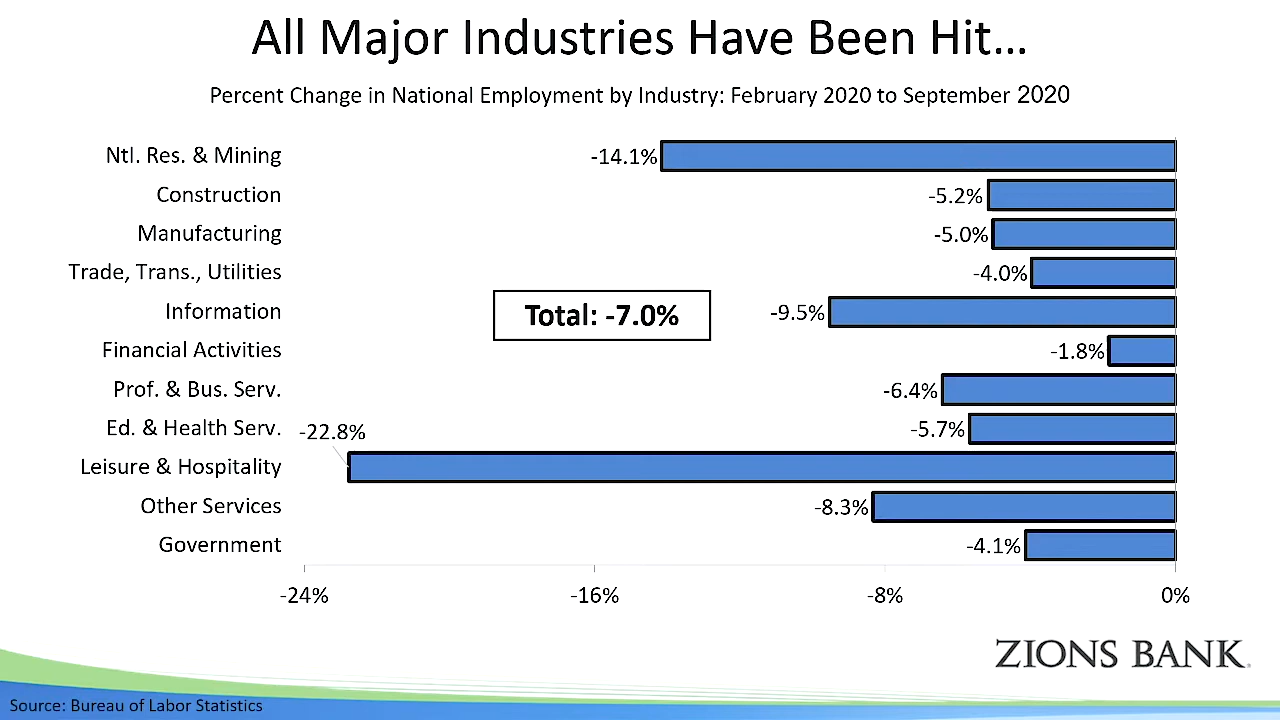 All Major Industries Have Been Hit...
Percent Change in National Employment by Industry: February 2020 to September 2020
Ntl. Res. & Mining -14.1%
Construction -5.2%
Manufacturing -5.0%
Trade, Trans., Utilities -4.0%
Information -9.5%
Total: -7.0%
Financial Activities -1.8%
Prof. & Bus. Serv. -6.4%
Ed. & Health Serv. -5.7%
Leisure & Hospitality -22.8%
Other Services -8.3%
Government -4.1%
-24% -16% -8% 0%
ZIONS BANK.
Source: Bureau of Labor Statistics